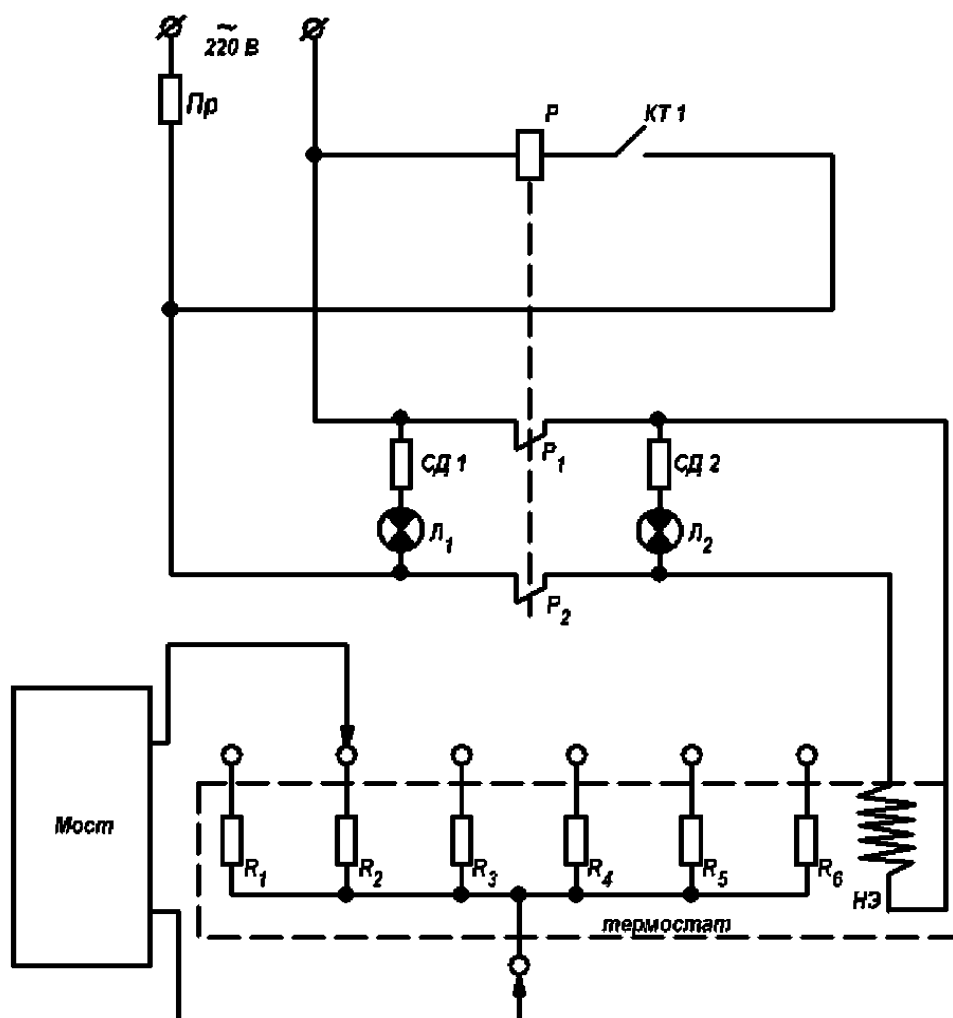 ~
220 В
Пр
Р
КТ 1
СД 1
Р1
СД 2
Л1
Л2
Р2
Мост
R1
R2
R3
R4
R5
R6
НЭ
термостат